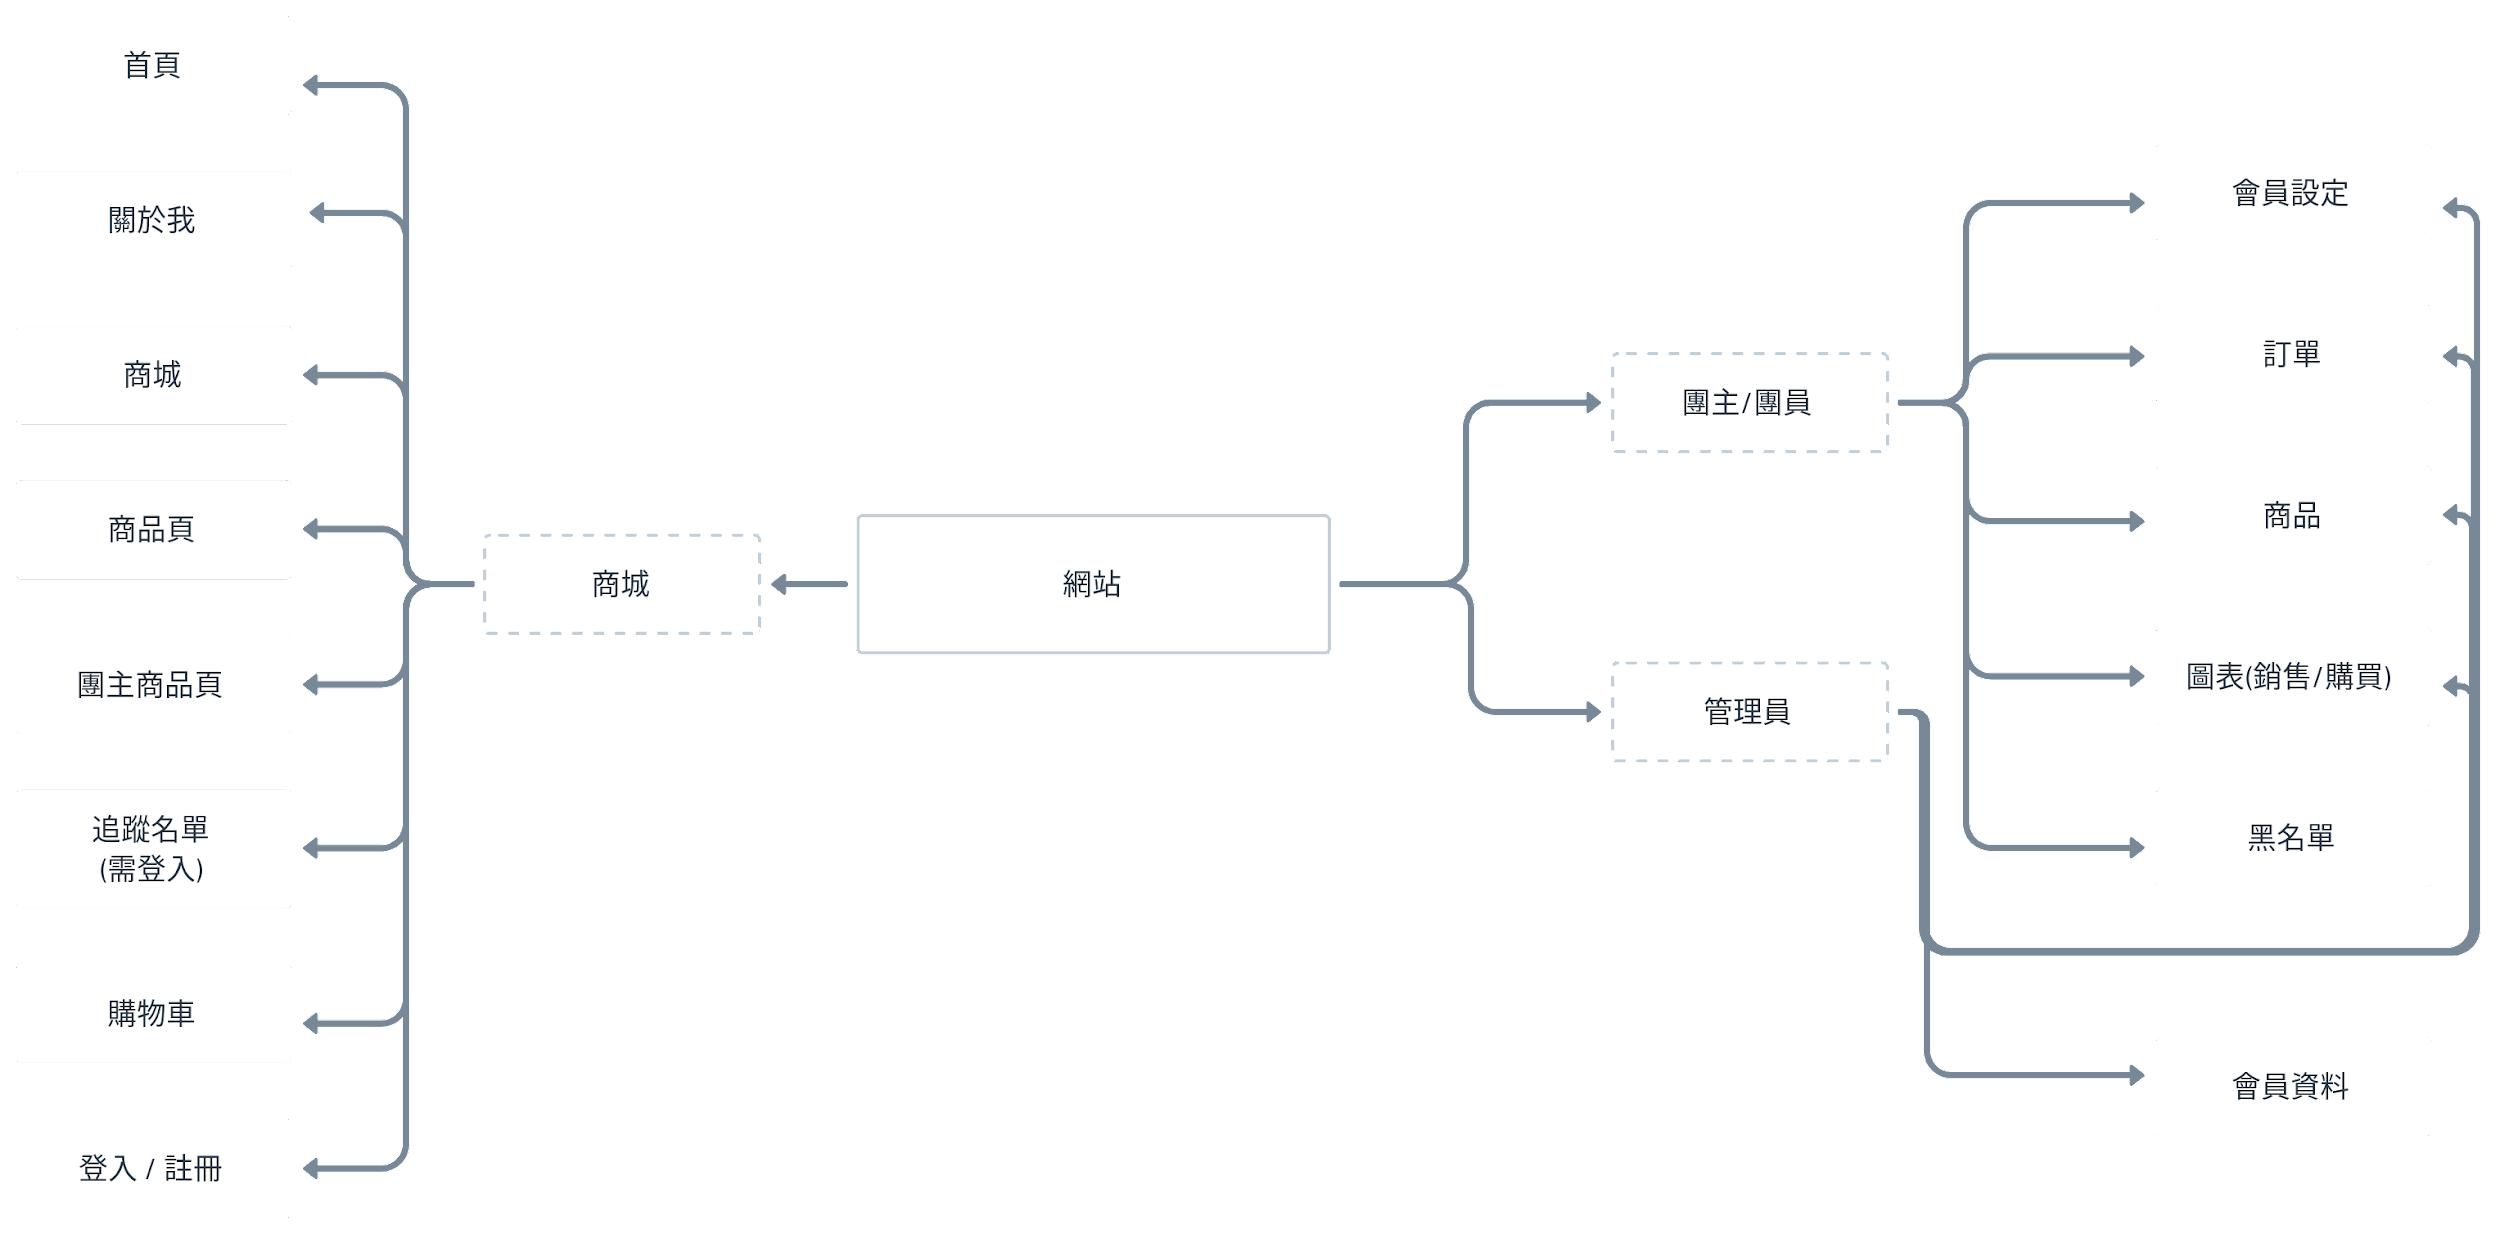 首頁
關於我
商城
商品頁
團主商品頁
追蹤名單
(需登入)
購物車
登入 / 註冊
商城
網站
團主/團員
管理員
會員設定
訂單
商品
圖表(銷售/購買)
黑名單
會員資料